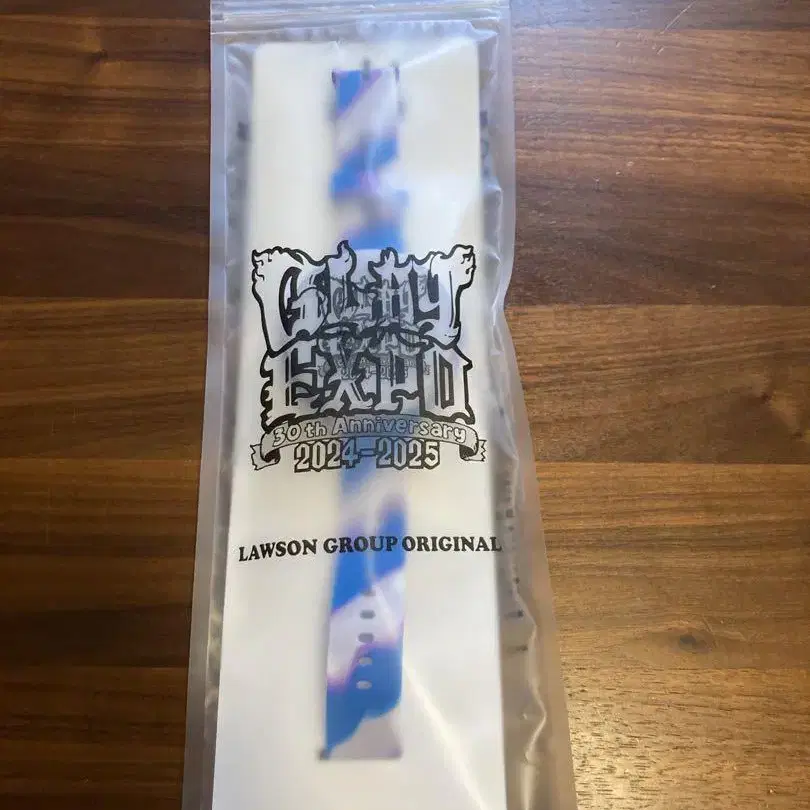 GLAY
EXPO
30th Anniversary
2024-2025
LAWSON GROUP ORIGINAL